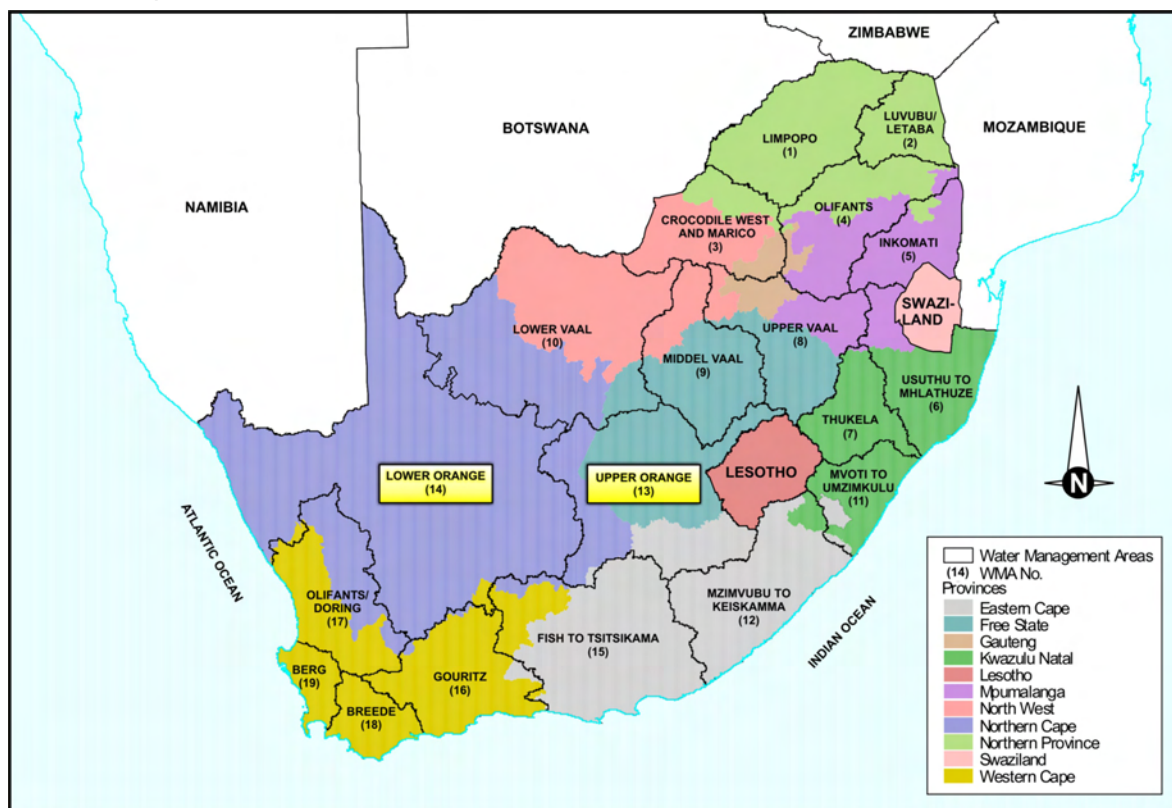 ZIMBABWE
BOTSWANA
MOZAMBIQUE
NAMIBIA
LIMPOPO
(1)
LUVUBU/
LETABA
(2)
CROCODILE WEST
AND MARICO
(3)
OLIFANTS
(4)
INKOMATI
(5)
SWAZI-
LAND
LOWER VAAL
(10)
MIDDEL VAAL
(9)
UPPER VAAL
(8)
USUTHU TO
MHLATHUZE
(6)
THUKELA
(7)
LOWER ORANGE
(14)
UPPER ORANGE
(13)
LESOTHO
MVOTI TO
UMZIMKULU
(11)
ATLANTIC OCEAN
OLIFANTS/
DORING
(17)
MZIMVUBU TO
KEISKAMMA
(12)
FISH TO TSITSIKAMA
(15)
INDIAN OCEAN
BERG
(19)
GOURITZ
(16)
BREEDE
(18)
N
Water Management Areas
(14) WMA No.
Provinces
Eastern Cape
Free State
Gauteng
Kwazulu Natal
Lesotho
Mpumalanga
North West
Northern Cape
Northern Province
Swaziland
Western Cape